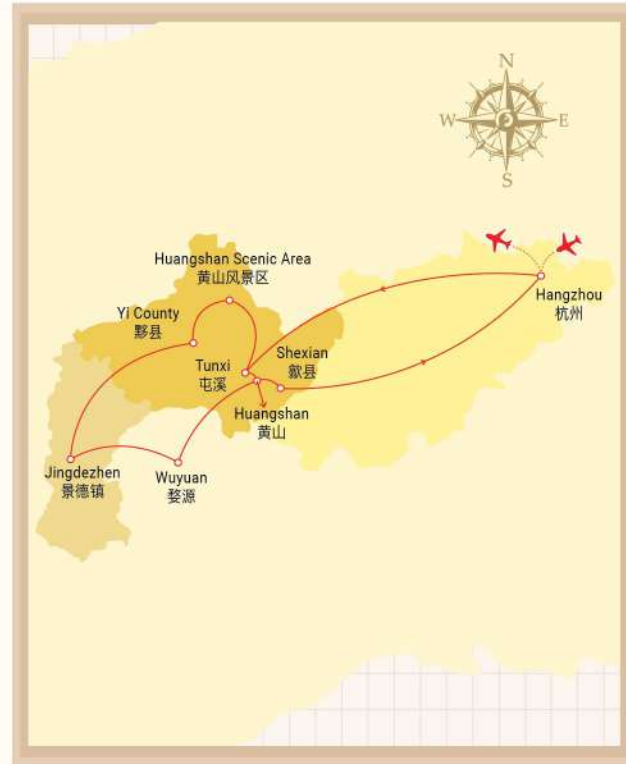 N
W
E
S
Huangshan Scenic Area
黄山风景区
Hangzhou
杭州
Yi County
黟县
Shexian
歙县
Tunxi
屯溪
Huangshan
黄山
Jingdezhen
景德镇
Wuyuan
婺源